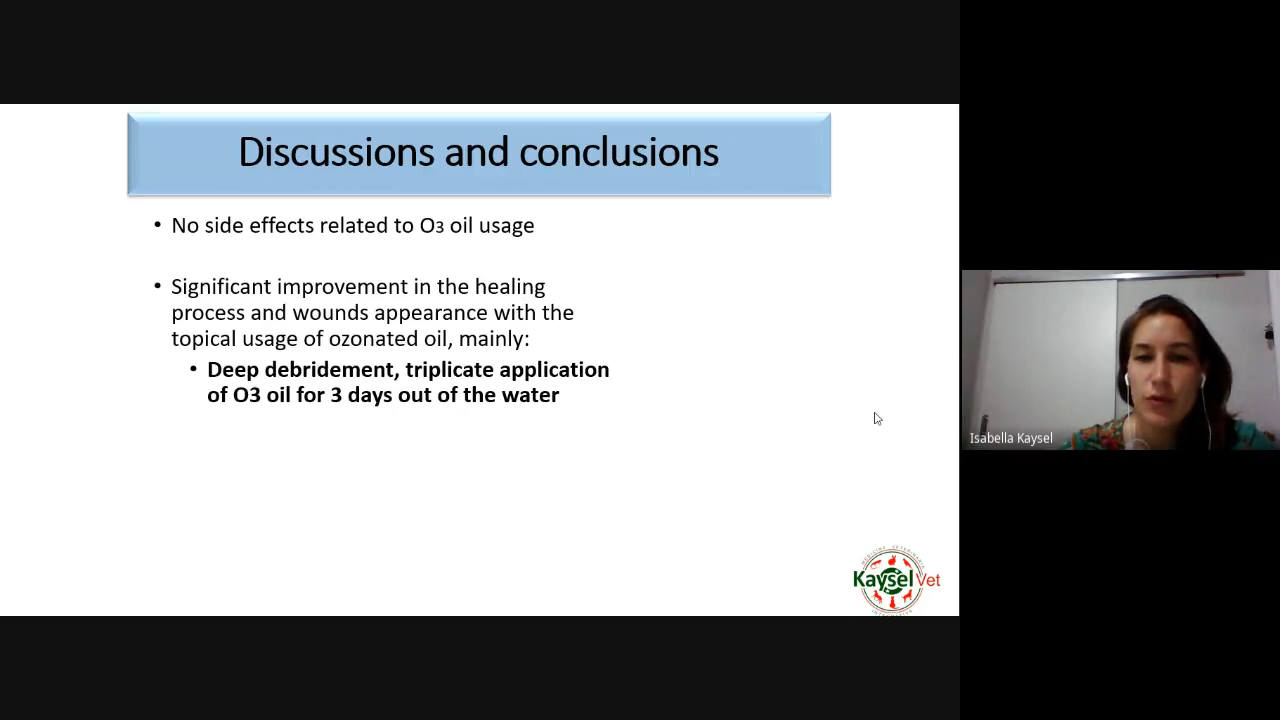 Discussions and conclusions
• No side effects related to O3 oil usage
• Significant improvement in the healing
process and wounds appearance with the
topical usage of ozonated oil, mainly:
• Deep debridement, triplicate application
of O3 oil for 3 days out of the water
Isabella Kaysel
Kaysel Vet